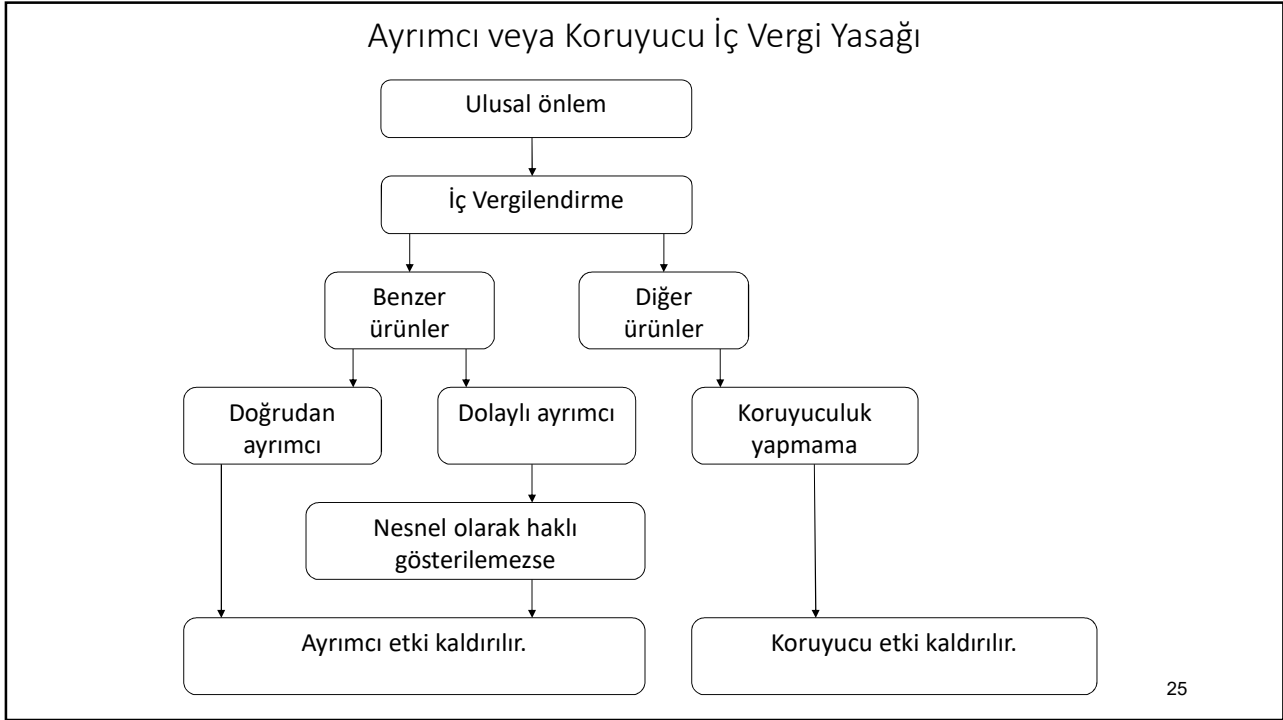 Ayrımcı veya Koruyucu İç Vergi Yasağı
Ulusal önlem
İç Vergilendirme
Benzer
ürünler
Diğer
ürünler
Doğrudan
ayrımcı
Dolaylı ayrımcı
Koruyuculuk
yapmama
Nesnel olarak haklı
gösterilemezse
Ayrımcı etki kaldırılır.
Koruyucu etki kaldırılır.
25